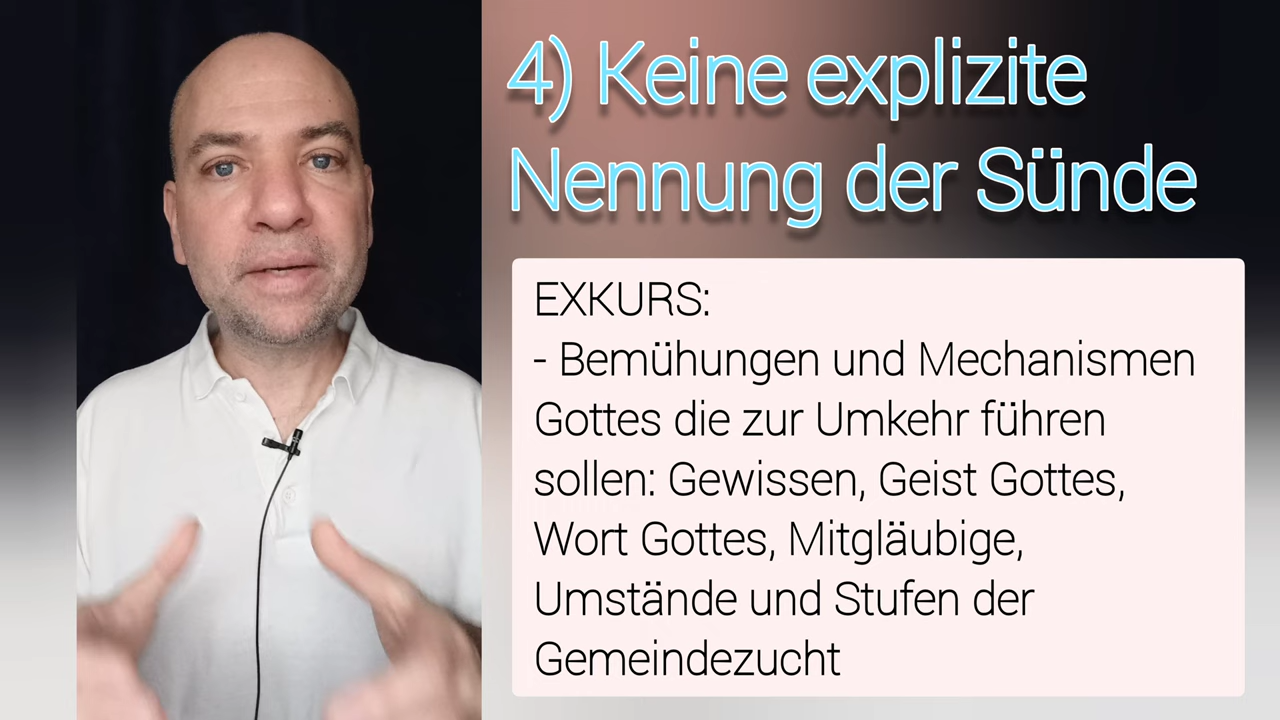 4) Keine explizite
Nennung der Sünde
EXKURS:
- Bemühungen und Mechanismen
Gottes die zur Umkehr führen
sollen: Gewissen, Geist Gottes,
Wort Gottes, Mitgläubige,
Umstände und Stufen der
Gemeindezucht